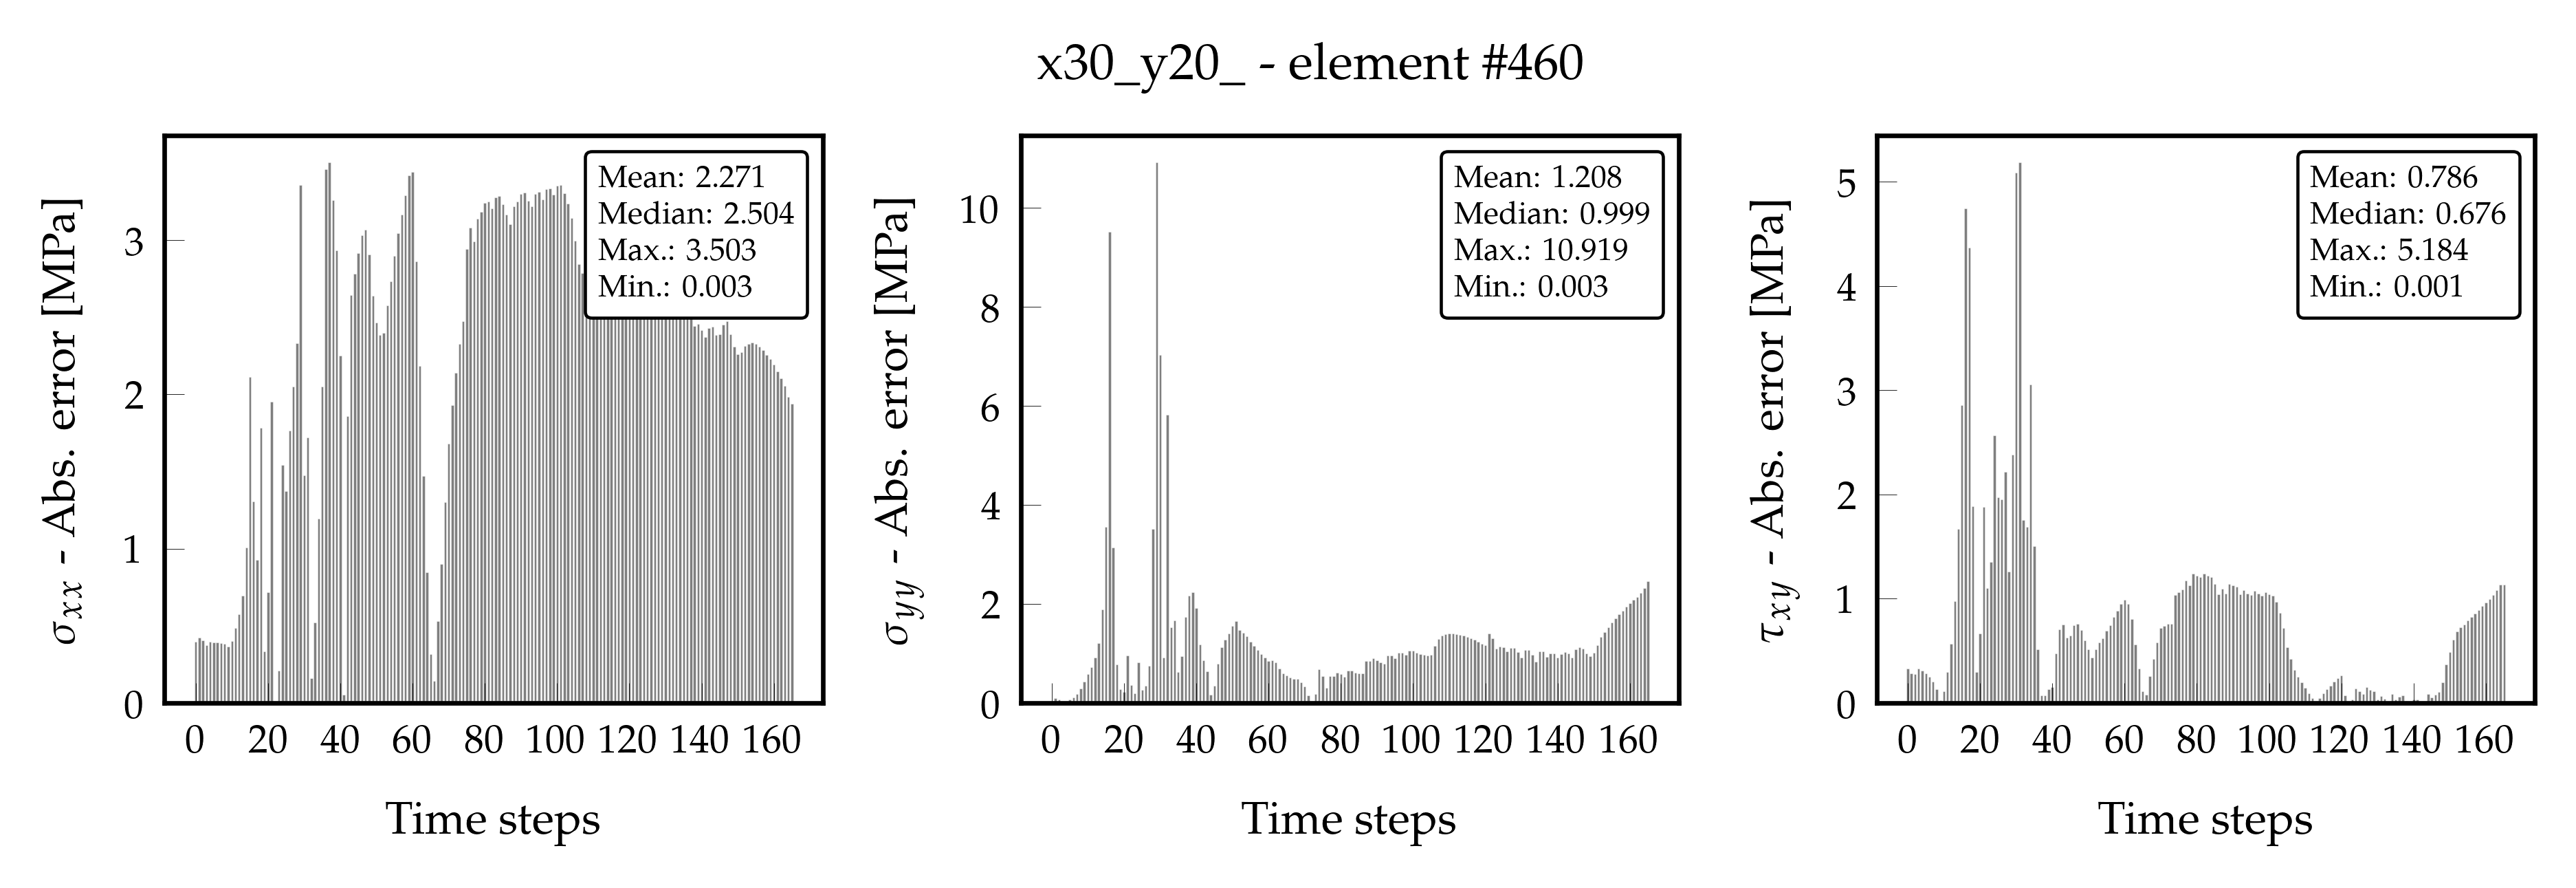 x30_y20_ - element #460
σxx - Abs. error [MPa]
3
2
1
0
Mean: 2.271
Median: 2.504
Max.: 3.503
Min.: 0.003
0 20 40 60 80 100 120 140 160
Time steps
σyy - Abs. error [MPa]
10
8
6
4
2
0
Mean: 1.208
Median: 0.999
Max.: 10.919
Min.: 0.003
0 20 40 60 80 100 120 140 160
Time steps
τxy - Abs. error [MPa]
5
4
3
2
1
0
Mean: 0.786
Median: 0.676
Max.: 5.184
Min.: 0.001
0 20 40 60 80 100 120 140 160
Time steps